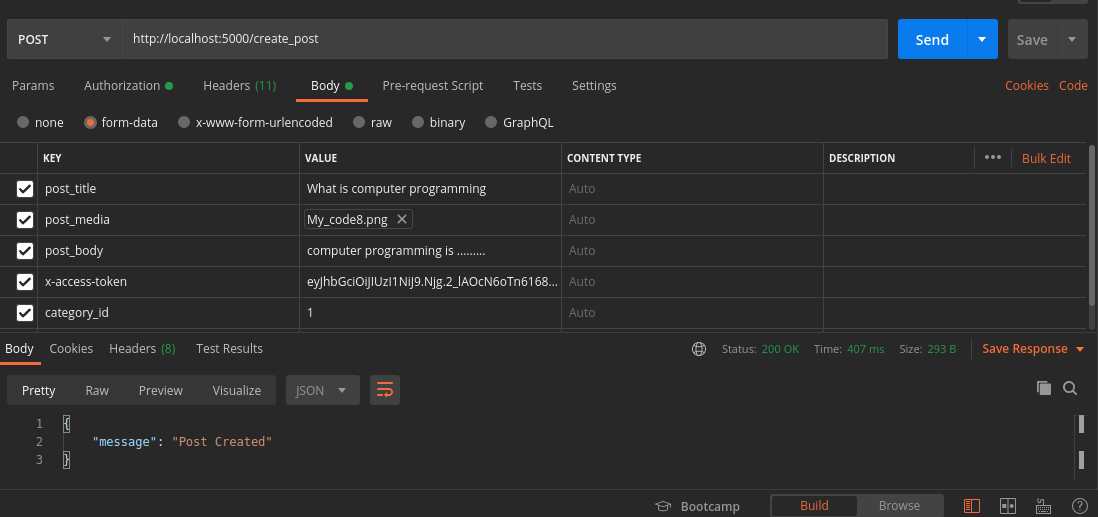 POST http://localhost:5000/create_post Send Save
Params Authorization Headers (11) Body Pre-request Script Tests Settings Cookies Code
none form-data x-www-form-urlencoded raw binary GraphQL
KEY VALUE CONTENT TYPE DESCRIPTION ••• Bulk Edit
post_title What is computer programming Auto
post_media My_code8.png Auto
post_body computer programming is ......... Auto
x-access-token eyJhbGciOiJIUzI1NiJ9.Njg.2_lAOcN6oTn6168... Auto
category_id 1 Auto
Body Cookies Headers (8) Test Results Status: 200 OK Time: 407 ms Size: 293 B Save Response
Pretty Raw Preview Visualize JSON
1 {
2 "message": "Post Created"
3 }
Bootcamp Build Browse